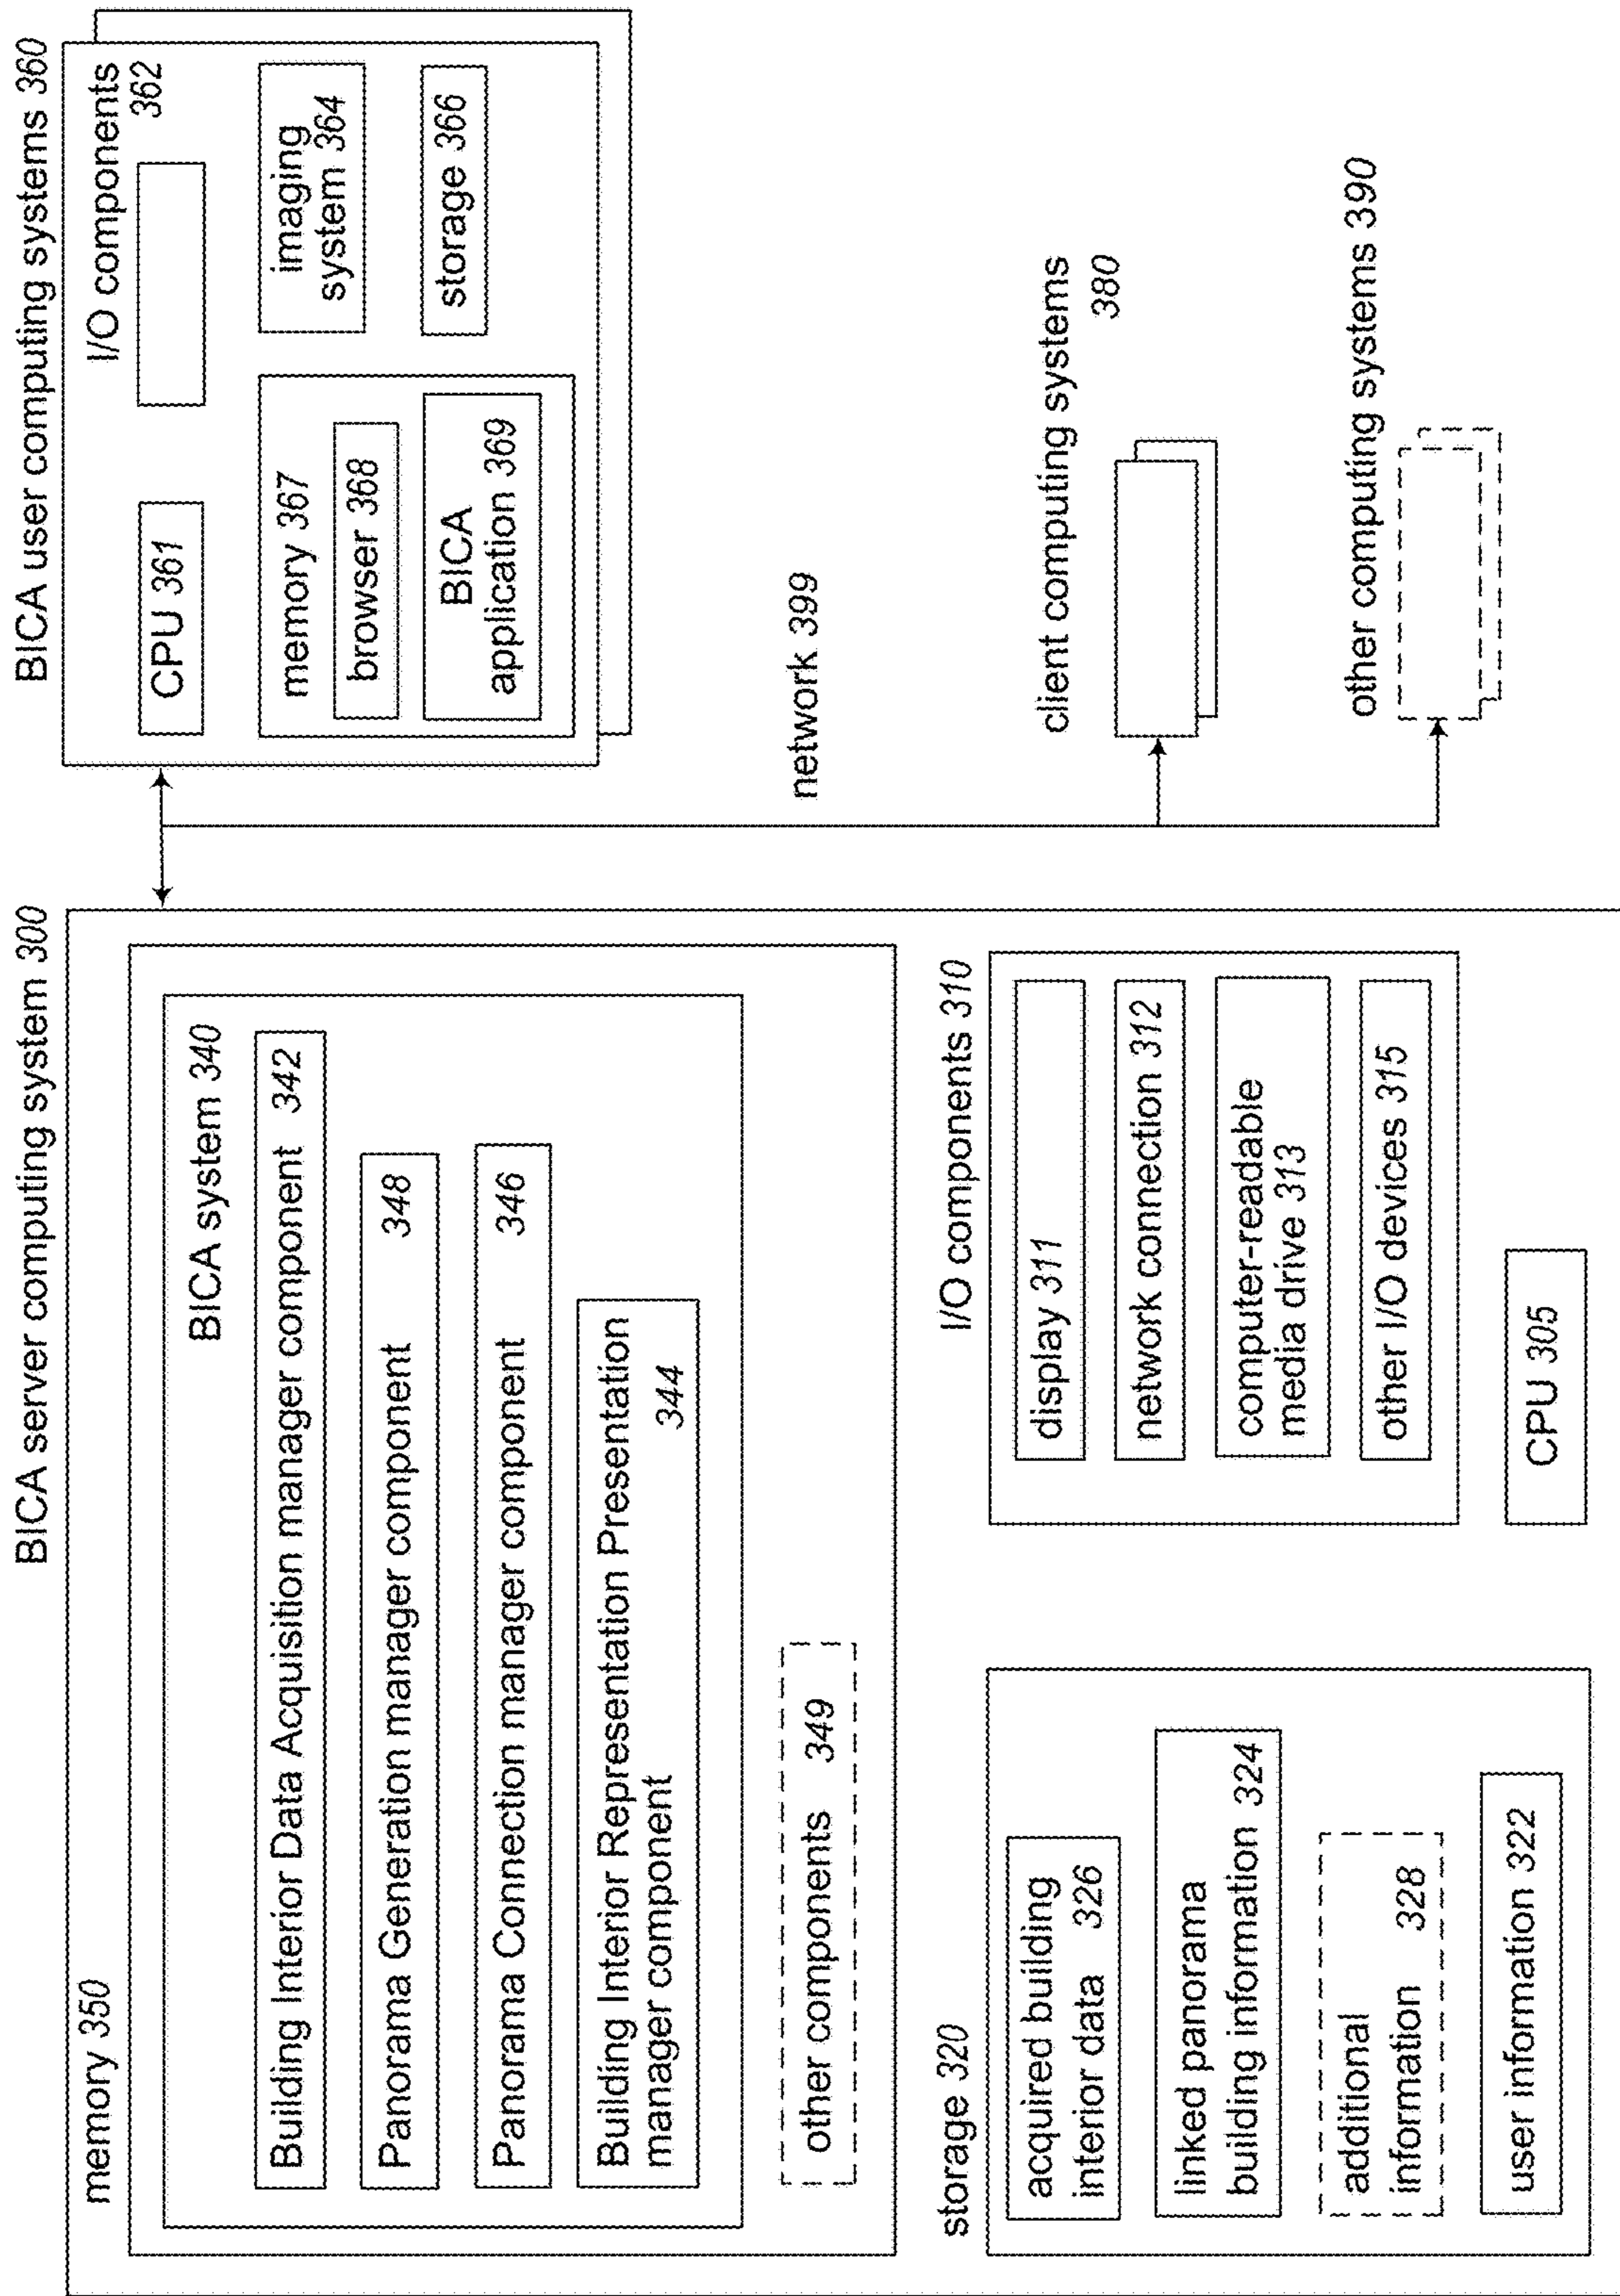 BICA server computing system 300
memory 350
BICA system 340
Building Interior Data Acquisition manager component 342
Panorama Generation manager component 348
Panorama Connection manager component 346
Building Interior Representation Presentation
manager component 344
other components 349
storage 320
acquired building
interior data 326
linked panorama
building information 324
additional
information 328
user information 322
I/O components 310
display 311
network connection 312
computer-readable
media drive 313
other I/O devices 315
CPU 305
BICA user computing systems 360
I/O components
362
CPU 361
memory 367
browser 368
BICA
application 369
imaging
system 364
storage 366
network 399
client computing systems
380
other computing systems 390